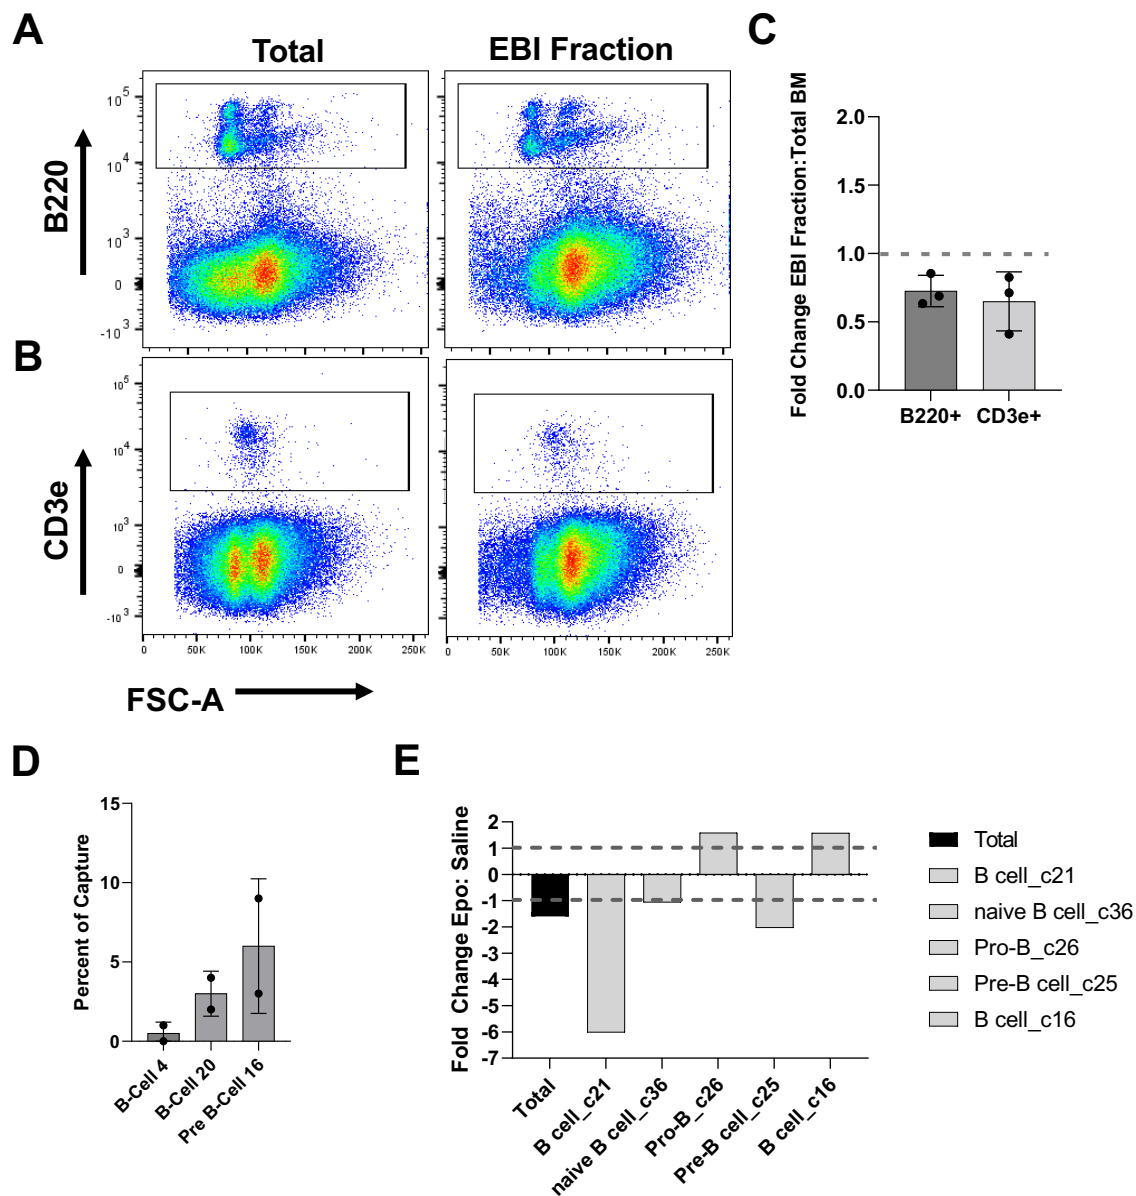 A
Total
EBI Fraction
B220
10 5
10 4
10 3
0
-10 3
B
CD3e
10 5
10 4
10 3
0
-10 3
0 50K 100K 150K 200K 250K
0 50K 100K 150K 200K 250K
FSC-A
C
Fold Change EBI Fraction:Total BM
2.0
1.5
1.0
0.5
0.0
B220+ CD3e+
D
Percent of Capture
15
10
5
0
B-Cell 4
B-Cell 20
Pre B-Cell 16
E
Fold Change Epo: Saline
2
1
0
-1
-2
-3
-4
-5
-6
-7
Total
B cell_c21
naive B cell_c36
Pro-B_c26
Pre-B cell_c25
B cell_c16
Total
B cell_c21
naive B cell_c36
Pro-B_c26
Pre-B cell_c25
B cell_c16